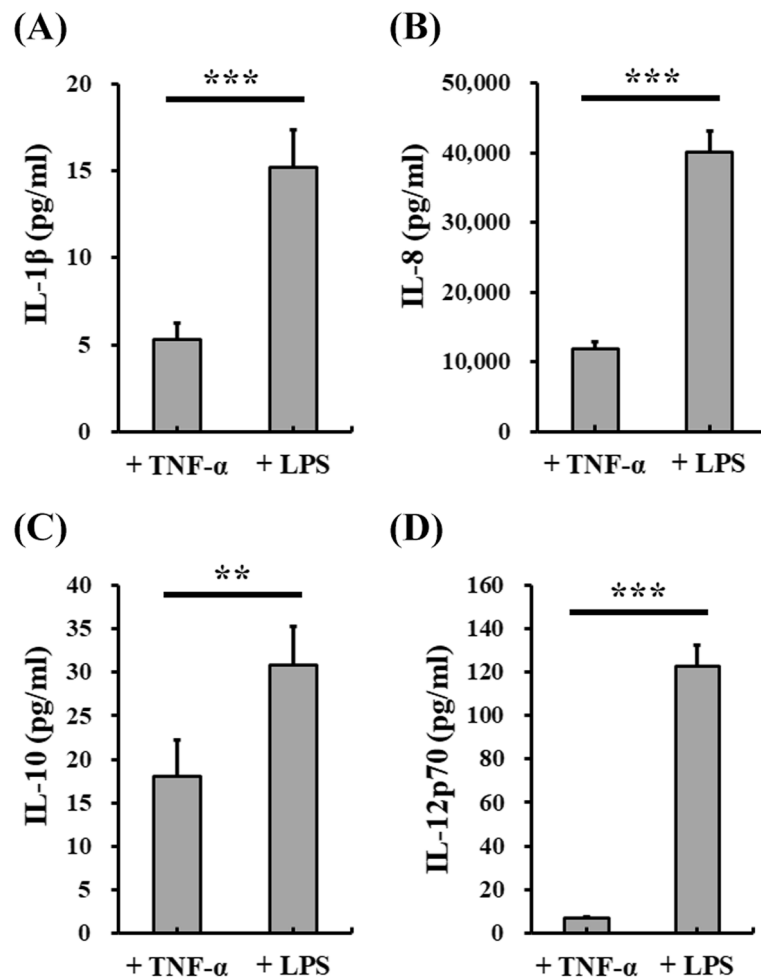 (A)
***
20
15
10
5
0
IL-1β (pg/ml)
+ TNF-α + LPS
(B)
***
50,000
40,000
30,000
20,000
10,000
0
IL-8 (pg/ml)
+ TNF-α + LPS
(C)
**
40
35
30
25
20
15
10
5
0
IL-10 (pg/ml)
+ TNF-α + LPS
(D)
***
160
140
120
100
80
60
40
20
0
IL-12p70 (pg/ml)
+ TNF-α + LPS